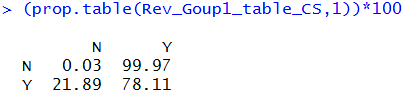 > (prop.table(Rev_Goup1_table_CS,1))*100
N Y
N 0.03 99.97
Y 21.89 78.11